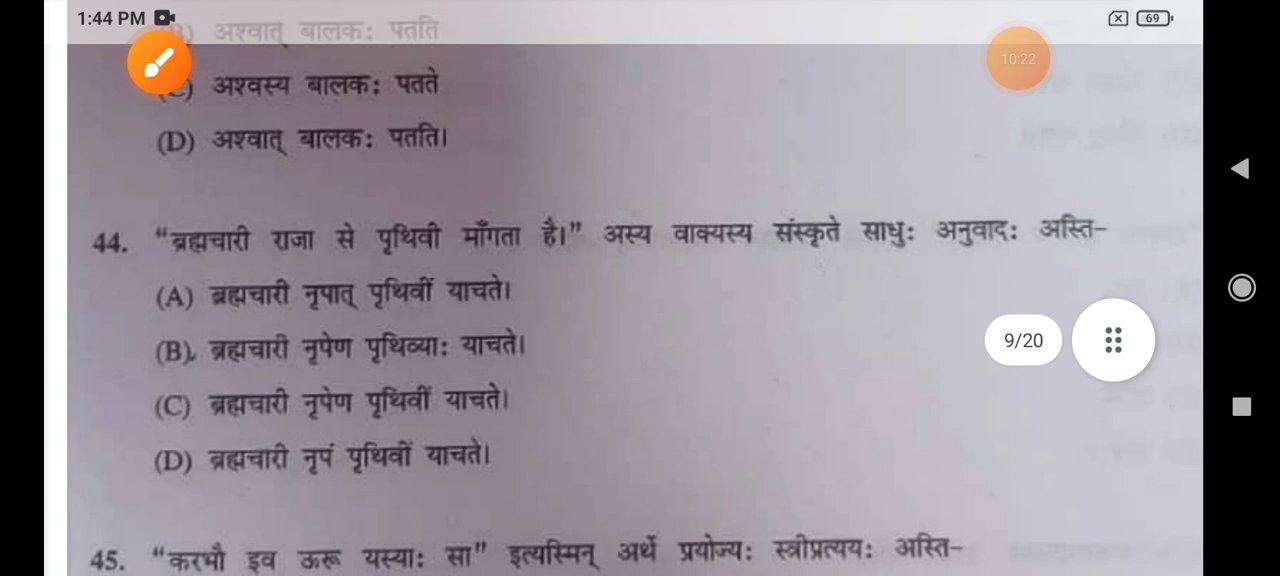 1:44 PM
69
(B) अश्वात् बालकः पतति
10:22
(C) अश्वस्य बालकः पतते
(D) अश्वात् बालकः पतति।
44. “ब्रह्मचारी राजा से पृथिवी माँगता है।” अस्य वाक्यस्य संस्कृते साधुः अनुवादः अस्ति–
(A) ब्रह्मचारी नृपात् पृथिवीं याचते।
(B) ब्रह्मचारी नृपेण पृथिव्याः याचते।
9/20
(C) ब्रह्मचारी नृपेण पृथिवीं याचते।
(D) ब्रह्मचारी नृपं पृथिवीं याचते।
45. “करभौ इव ऊरू यस्याः सा” इत्यस्मिन् अर्थे प्रयोज्यः स्त्रीप्रत्ययः अस्ति–